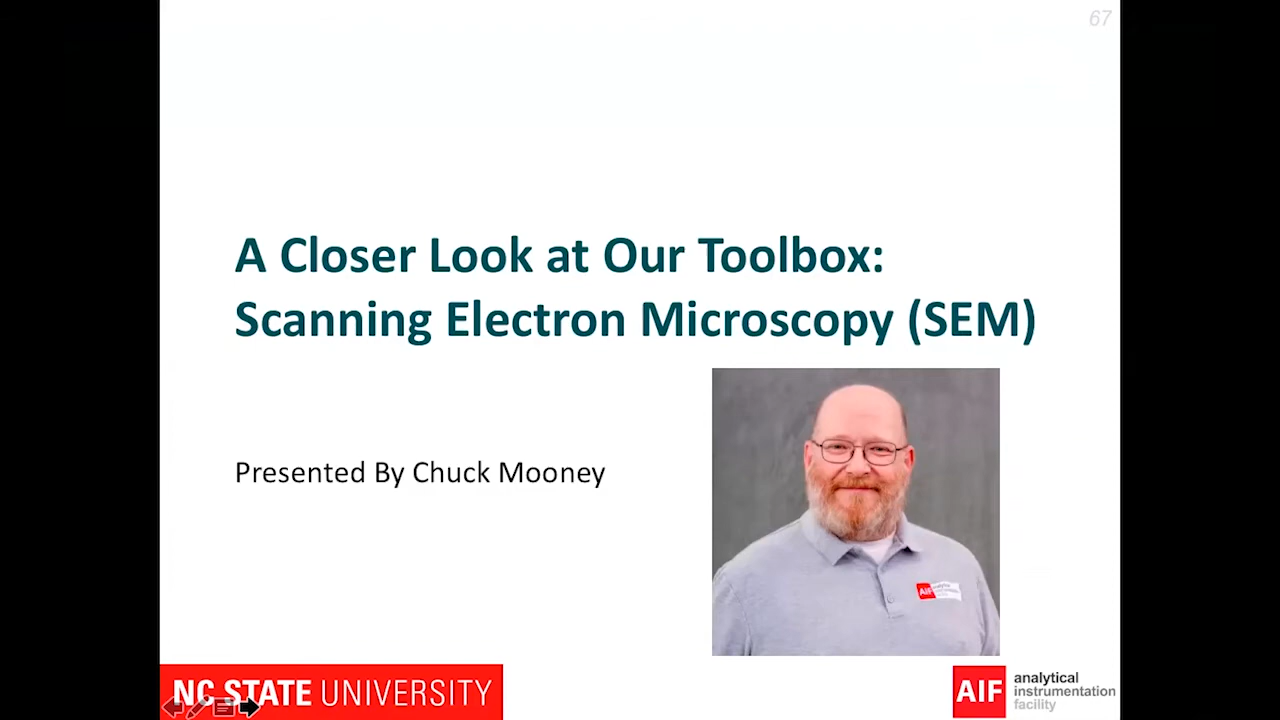 67
A Closer Look at Our Toolbox:
Scanning Electron Microscopy (SEM)
Presented By Chuck Mooney
AIF
NC STATE UNIVERSITY
AIF analytical
instrumentation
facility